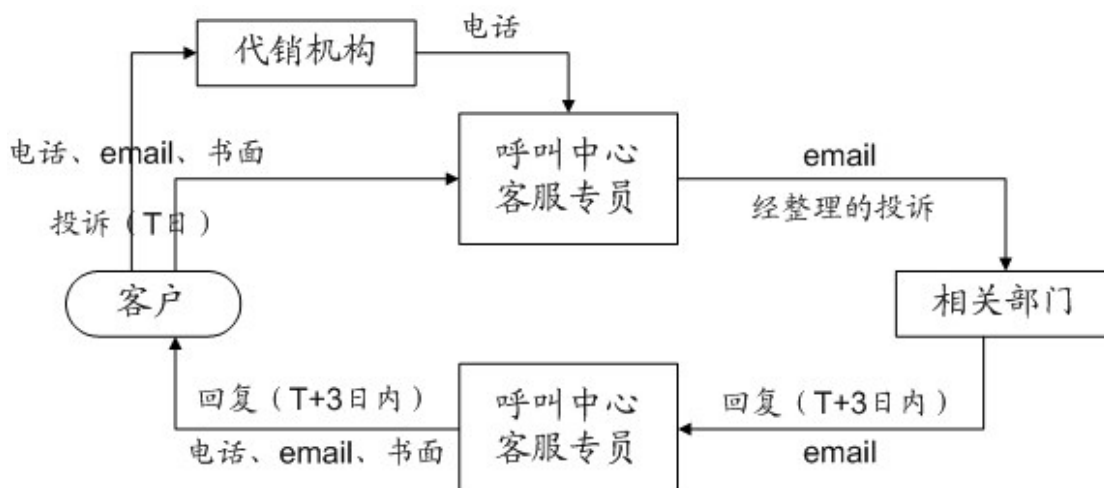 代销机构
电话
电话、email、书面
呼叫中心
客服专员
email
经整理的投诉
投诉（T日）
客户
相关部门
回复（T+3日内）
电话、email、书面
呼叫中心
客服专员
回复（T+3日内）
email